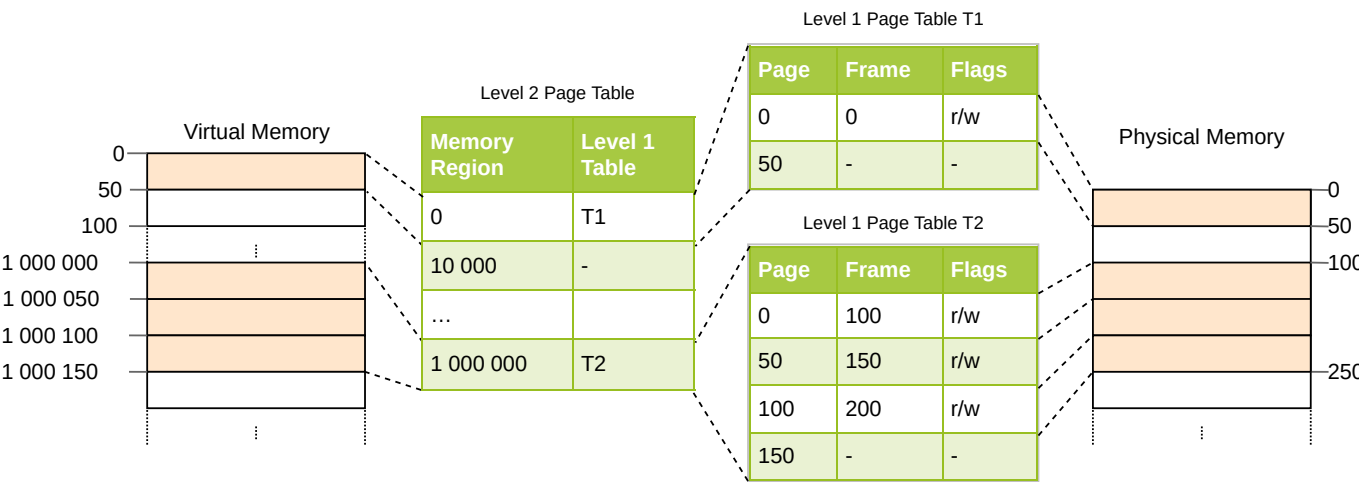 Level 1 Page Table T1
Page Frame Flags
0 0 r/w
50 - -
Level 2 Page Table
Memory Region Level 1 Table
0 T1
10 000 -
...
1 000 000 T2
Virtual Memory
0
50
100
1 000 000
1 000 050
1 000 100
1 000 150
Level 1 Page Table T2
Page Frame Flags
0 100 r/w
50 150 r/w
100 200 r/w
150 - -
Physical Memory
0
50
100
250